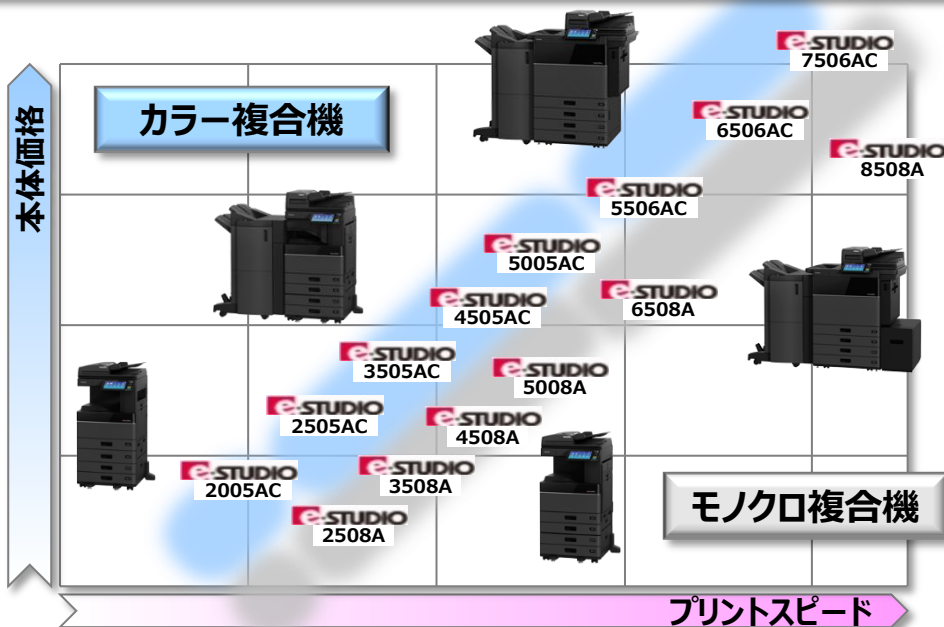 e-STUDIO
7506AC
本体価格
カラー複合機
e-STUDIO
6506AC
e-STUDIO
8508A
e-STUDIO
5506AC
e-STUDIO
5005AC
e-STUDIO
4505AC
e-STUDIO
6508A
e-STUDIO
3505AC
e-STUDIO
5008A
e-STUDIO
2505AC
e-STUDIO
4508A
e-STUDIO
2005AC
e-STUDIO
3508A
e-STUDIO
2508A
モノクロ複合機
プリントスピード